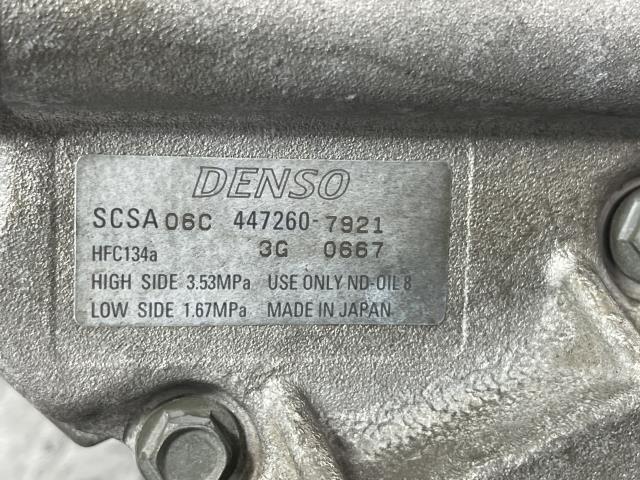 DENSO
SCSA 06C 447260-7921
HFC134a 3G 0667
HIGH SIDE 3.53MPa USE ONLY ND-OIL 8
LOW SIDE 1.67MPa MADE IN JAPAN